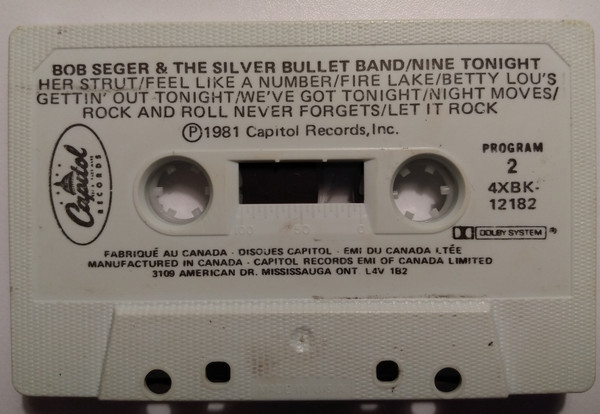 BOB SEGER & THE SILVER BULLET BAND/NINE TONIGHT
HER STRUT/FEEL LIKE A NUMBER/FIRE LAKE/BETTY LOU'S
GETTIN' OUT TONIGHT/WE'VE GOT TONIGHT/NIGHT MOVES/
ROCK AND ROLL NEVER FORGETS/LET IT ROCK
Ⓟ1981 Capitol Records, Inc.
Capitol
RECORDS
PROGRAM
2
4XBK-
12182
DOLBY SYSTEM ®
FABRIQUÉ AU CANADA · DISQUES CAPITOL - EMI DU CANADA LTÉE
MANUFACTURED IN CANADA · CAPITOL RECORDS EMI OF CANADA LIMITED
3109 AMERICAN DR. MISSISSAUGA ONT. L4V 1B2